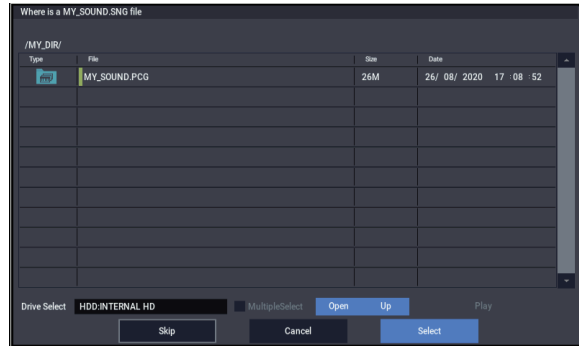 Where is a MY_SOUND.SNG file
/MY_DIR/
Type File Size Date
MY_SOUND.PCG 26M 26/ 08/ 2020 17 :08 :52
Drive Select HDD:INTERNAL HD MultipleSelect Open Up Play
Skip Cancel Select